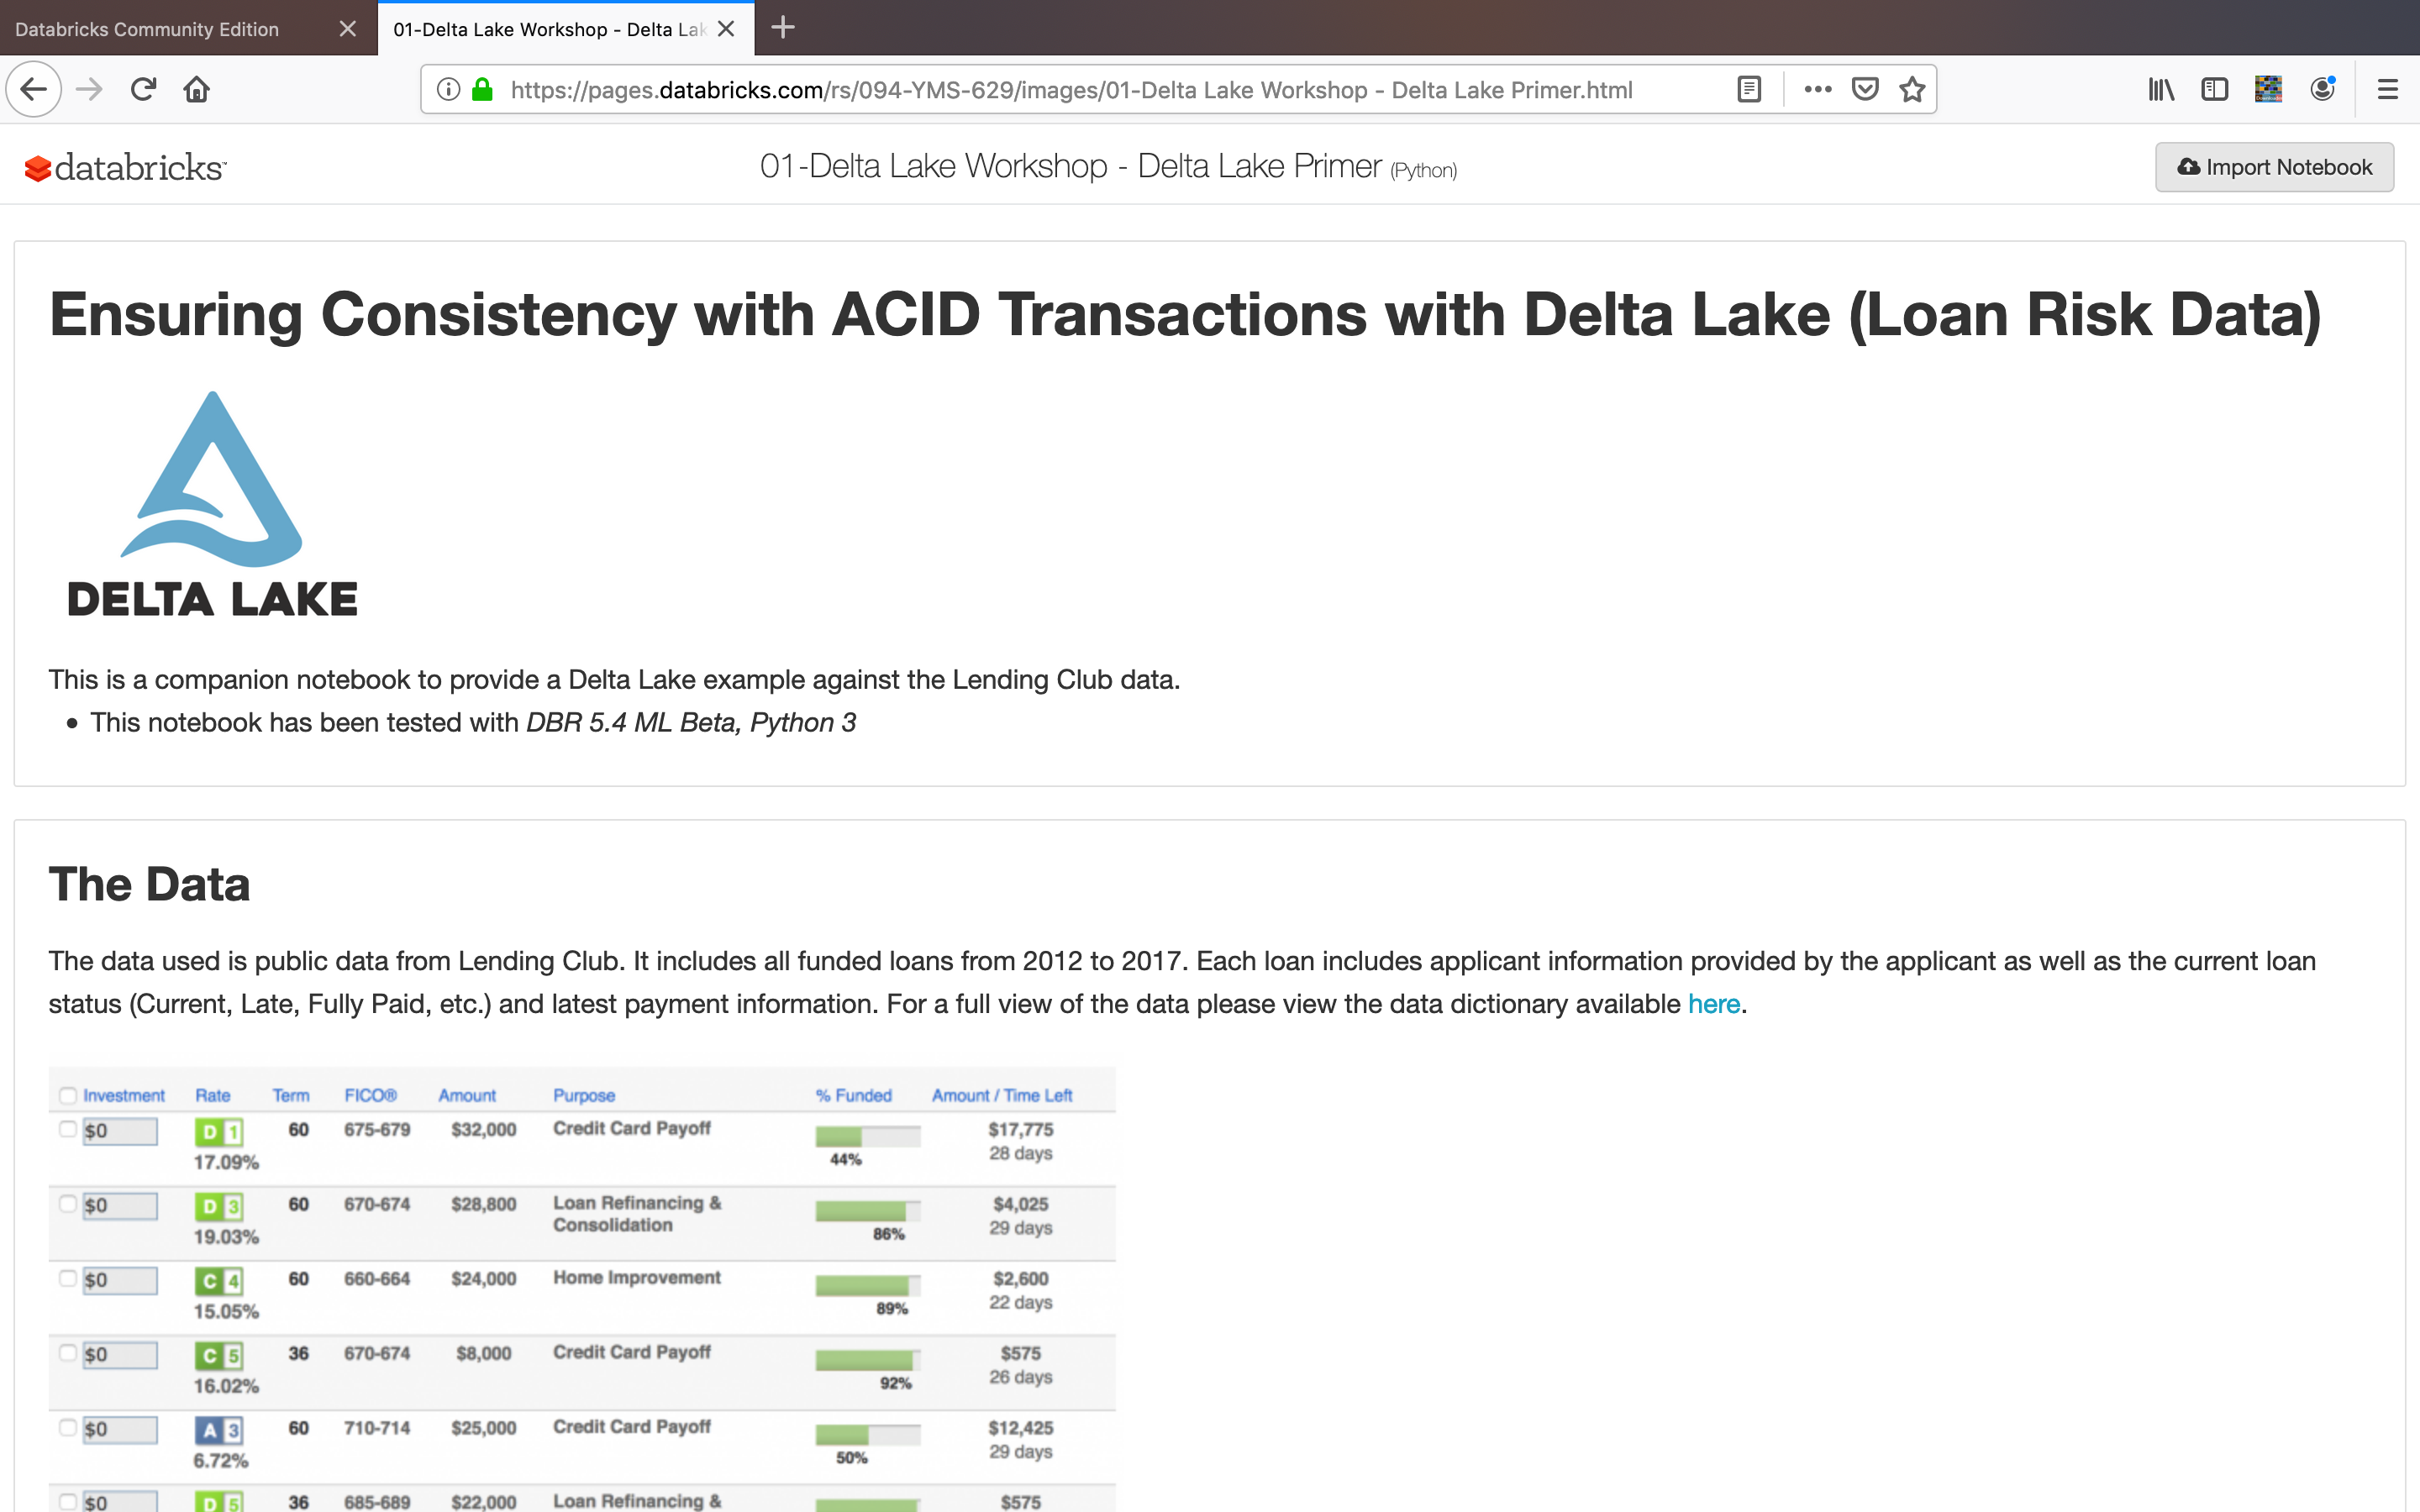 Databricks Community Edition
01-Delta Lake Workshop - Delta Lak
https://pages.databricks.com/rs/094-YMS-629/images/01-Delta Lake Workshop - Delta Lake Primer.html
databricks
01-Delta Lake Workshop - Delta Lake Primer (Python)
Import Notebook
Ensuring Consistency with ACID Transactions with Delta Lake (Loan Risk Data)
DELTA LAKE
This is a companion notebook to provide a Delta Lake example against the Lending Club data.
• This notebook has been tested with DBR 5.4 ML Beta, Python 3
The Data
The data used is public data from Lending Club. It includes all funded loans from 2012 to 2017. Each loan includes applicant information provided by the applicant as well as the current loan
status (Current, Late, Fully Paid, etc.) and latest payment information. For a full view of the data please view the data dictionary available here.
Investment Rate Term FICO® Amount Purpose % Funded Amount / Time Left
$0 D 1 60 675-679 $32,000 Credit Card Payoff $17,775
17.09% 44% 28 days
$0 D 3 60 670-674 $28,800 Loan Refinancing & $4,025
19.03% Consolidation 86% 29 days
$0 C 4 60 660-664 $24,000 Home Improvement $2,600
15.05% 89% 22 days
$0 C 5 36 670-674 $8,000 Credit Card Payoff $575
16.02% 92% 26 days
$0 A 3 60 710-714 $25,000 Credit Card Payoff $12,425
6.72% 50% 29 days
$0 D 5 36 685-689 $22,000 Loan Refinancing & $575